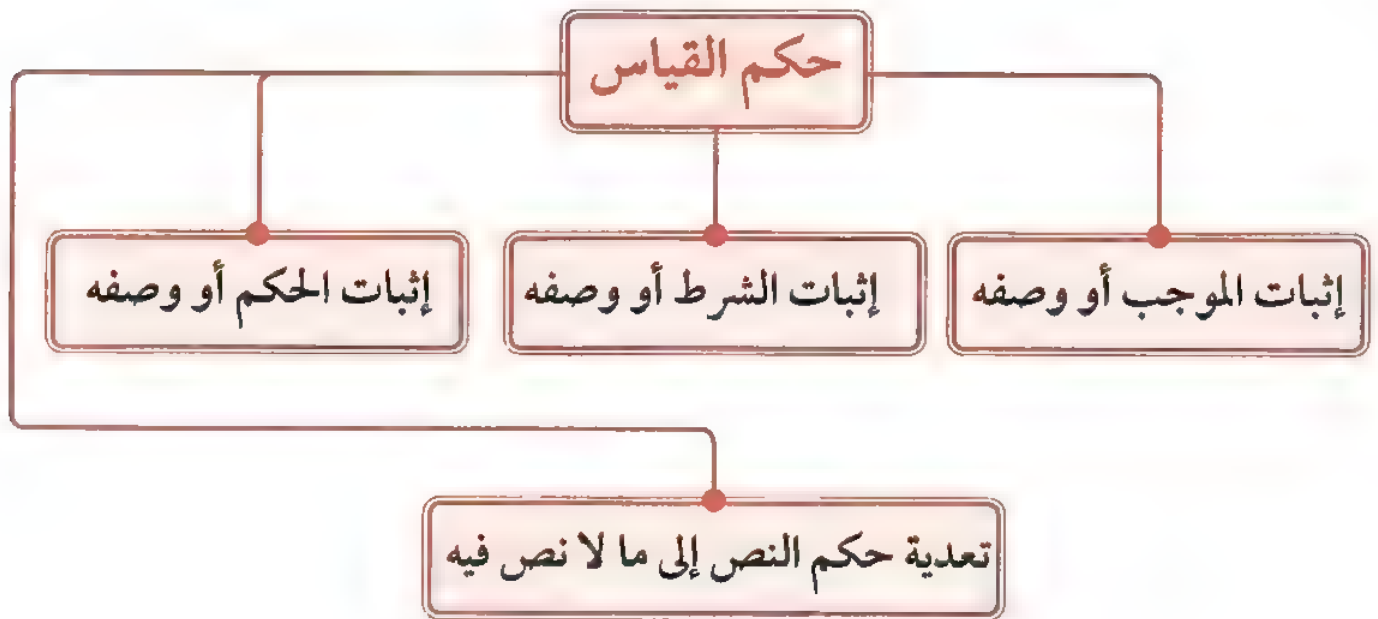 حكم القياس
إثبات الموجب أو وصفه
إثبات الشرط أو وصفه
إثبات الحكم أو وصفه
تعدية حكم النص إلى ما لا نص فيه